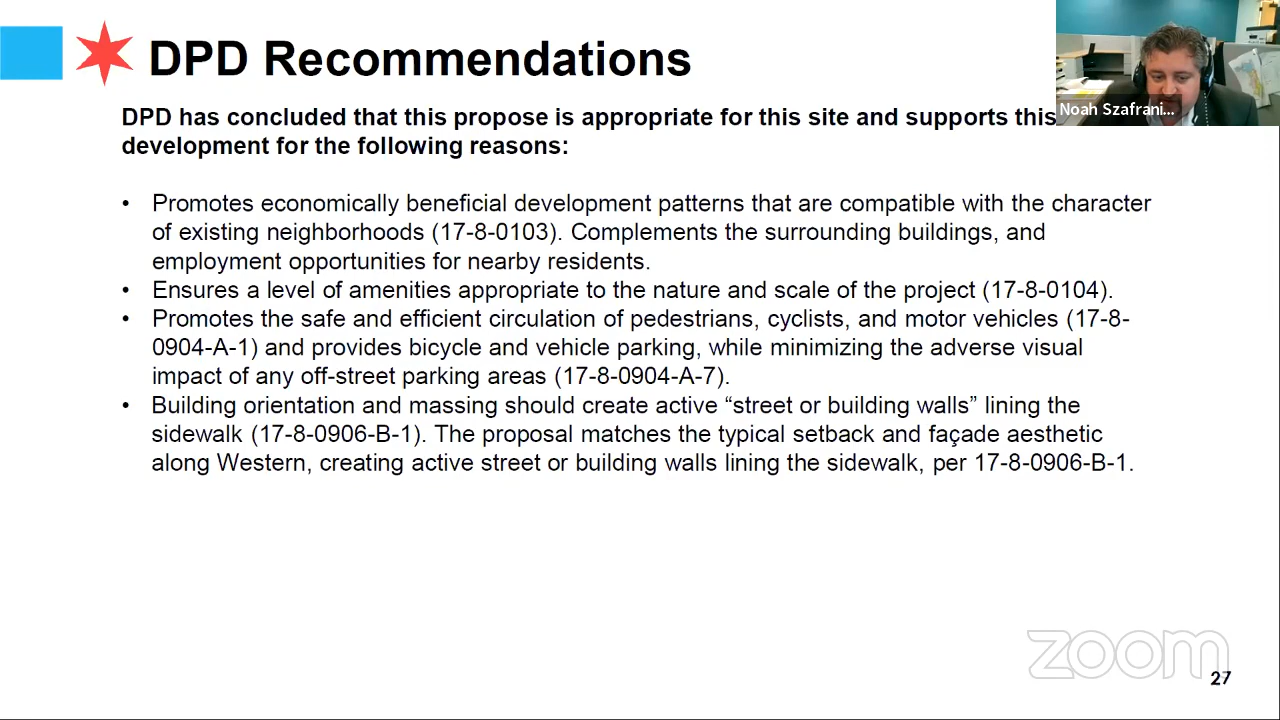 DPD Recommendations
Noah Szafrani...
DPD has concluded that this propose is appropriate for this site and supports this
development for the following reasons:
• Promotes economically beneficial development patterns that are compatible with the character
of existing neighborhoods (17-8-0103). Complements the surrounding buildings, and
employment opportunities for nearby residents.
• Ensures a level of amenities appropriate to the nature and scale of the project (17-8-0104).
• Promotes the safe and efficient circulation of pedestrians, cyclists, and motor vehicles (17-8-
0904-A-1) and provides bicycle and vehicle parking, while minimizing the adverse visual
impact of any off-street parking areas (17-8-0904-A-7).
• Building orientation and massing should create active “street or building walls” lining the
sidewalk (17-8-0906-B-1). The proposal matches the typical setback and façade aesthetic
along Western, creating active street or building walls lining the sidewalk, per 17-8-0906-B-1.
zoom
27